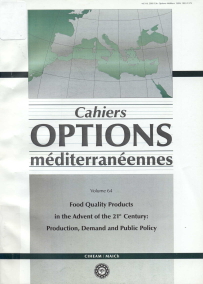 Cahiers
OPTIONS
méditerranéennes
Volume 64
Food Quality Products
in the Advent of the 21st Century:
Production, Demand and Public Policy
CIHEAM / MAICH